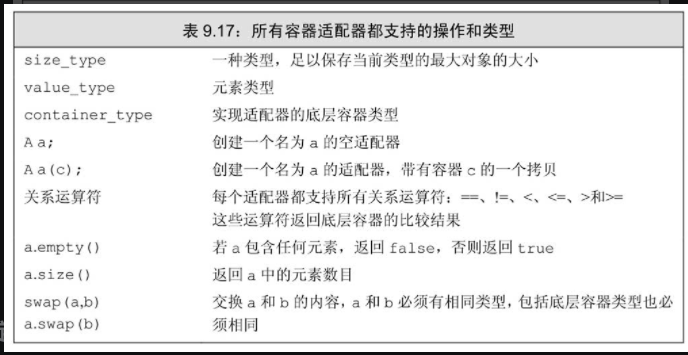 表 9.17：所有容器适配器都支持的操作和类型
size_type 一种类型，足以保存当前类型的最大对象的大小
value_type 元素类型
container_type 实现适配器的底层容器类型
A a; 创建一个名为 a 的空适配器
A a(c); 创建一个名为 a 的适配器，带有容器 c 的一个拷贝
关系运算符 每个适配器都支持所有关系运算符：==、!=、<、<=、>和>=
这些运算符返回底层容器的比较结果
a.empty() 若 a 包含任何元素，返回 false，否则返回 true
a.size() 返回 a 中的元素数目
swap(a,b) 交换 a 和 b 的内容，a 和 b 必须有相同类型，包括底层容器类型也必
a.swap(b) 须相同